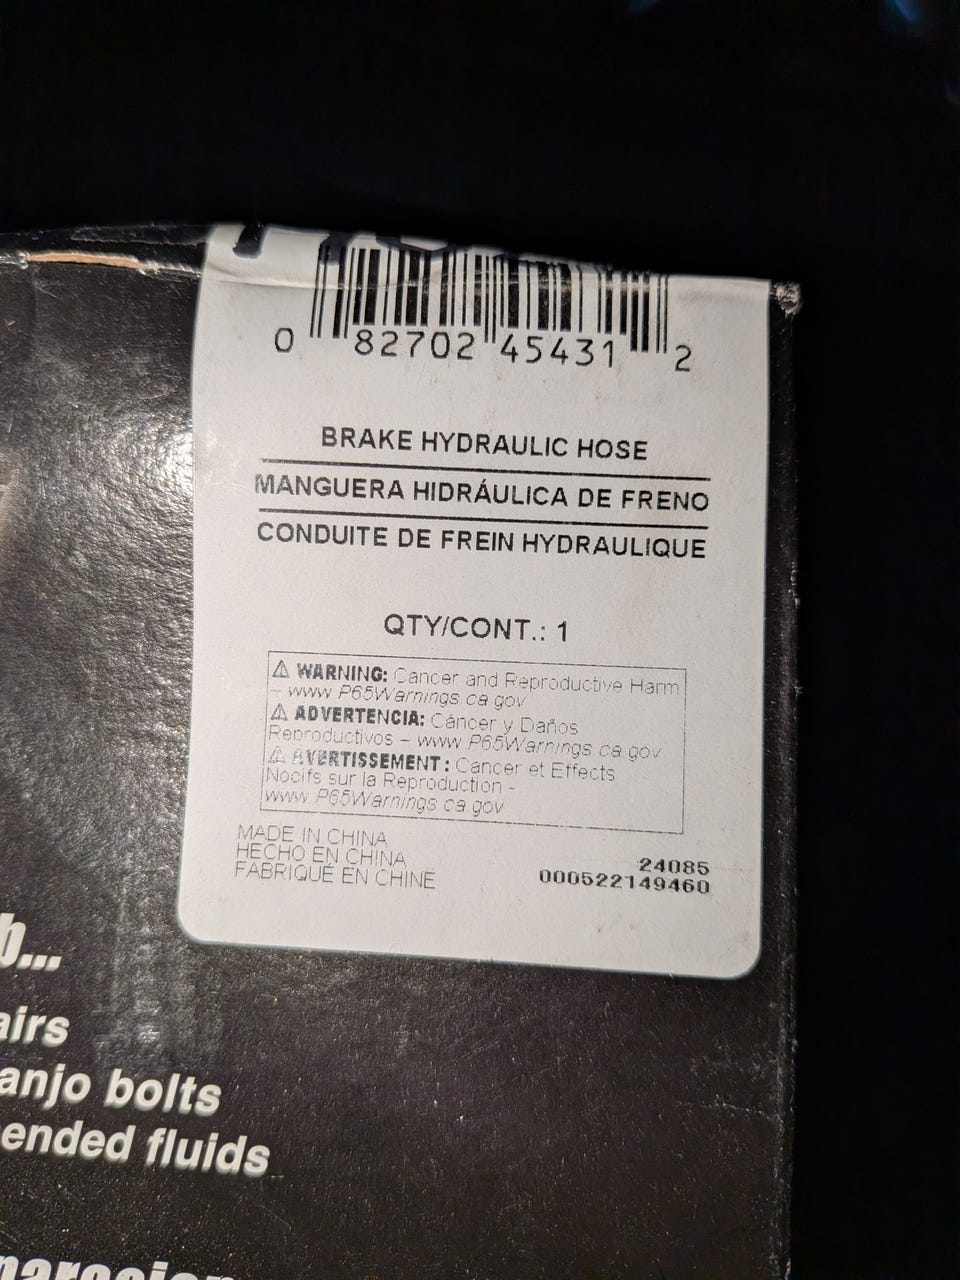 0 82702 45431 2
BRAKE HYDRAULIC HOSE
MANGUERA HIDRÁULICA DE FRENO
CONDUITE DE FREIN HYDRAULIQUE
QTY/CONT.: 1
⚠ WARNING: Cancer and Reproductive Harm
- www.P65Warnings.ca.gov
⚠ ADVERTENCIA: Cáncer y Daños
Reproductivos – www.P65Warnings.ca.gov
⚠ AVERTISSEMENT: Cancer et Effects
Nocifs sur la Reproduction -
www.P65Warnings.ca.gov
MADE IN CHINA
HECHO EN CHINA
FABRIQUÉ EN CHINE
24085
000522149460
airs
anjo bolts
ended fluids